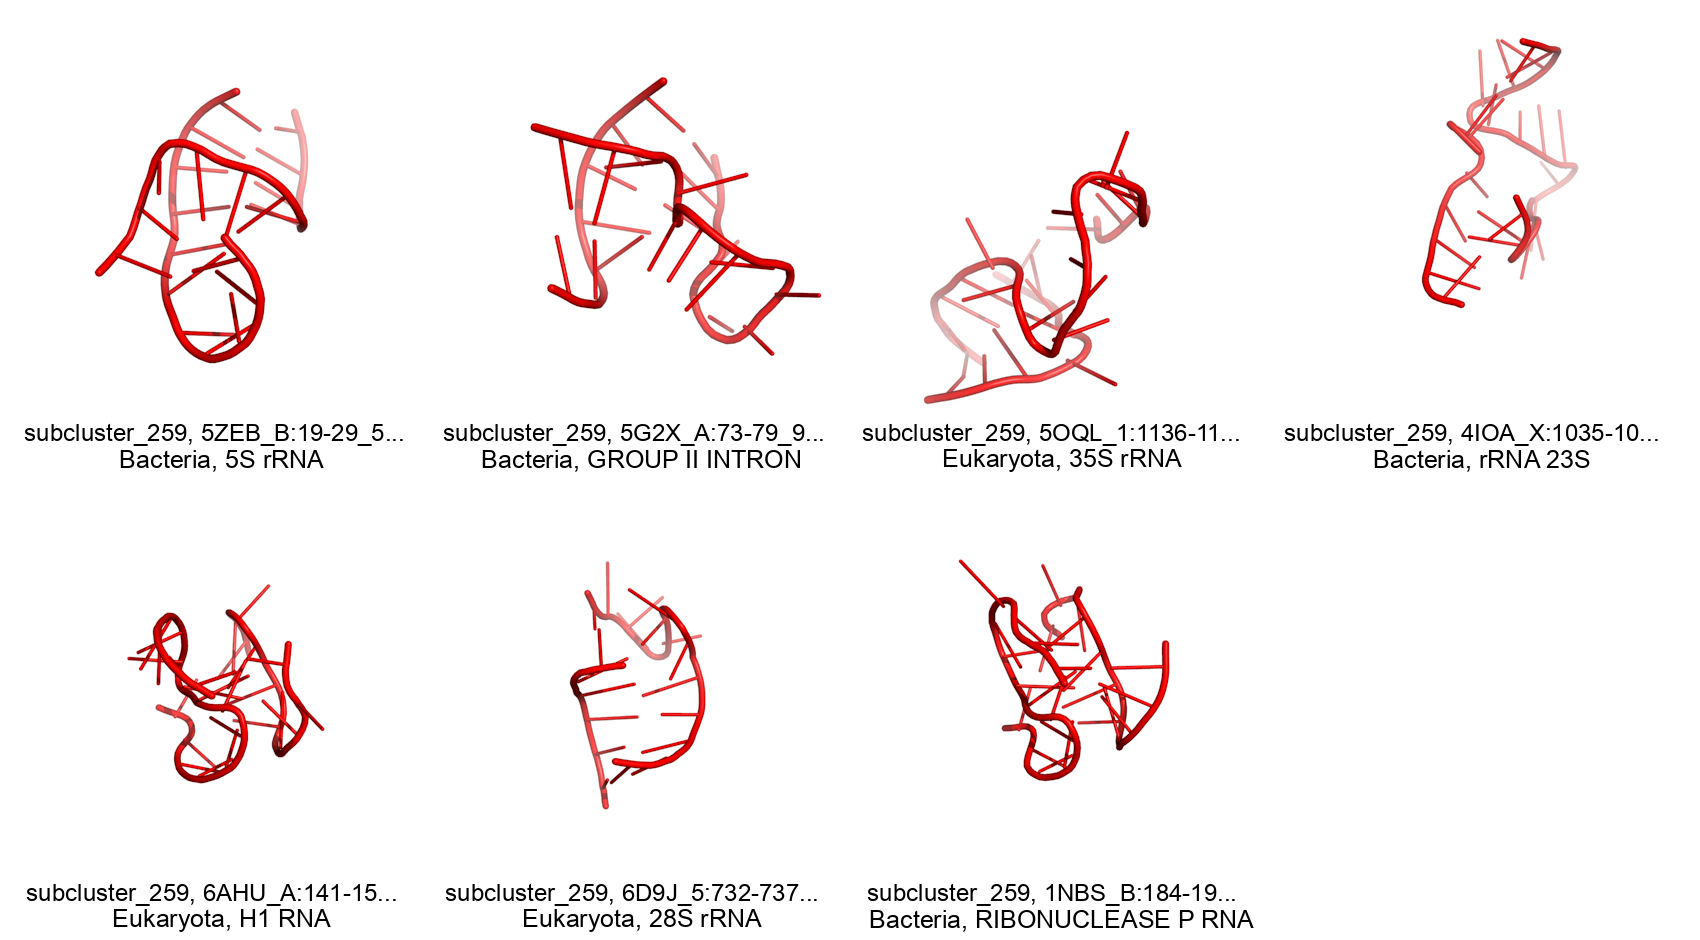 subcluster_259, 5ZEB_B:19-29_5...
Bacteria, 5S rRNA
subcluster_259, 5G2X_A:73-79_9...
Bacteria, GROUP II INTRON
subcluster_259, 5OQL_1:1136-11...
Eukaryota, 35S rRNA
subcluster_259, 4IOA_X:1035-10...
Bacteria, rRNA 23S
subcluster_259, 6AHU_A:141-15...
Eukaryota, H1 RNA
subcluster_259, 6D9J_5:732-737...
Eukaryota, 28S rRNA
subcluster_259, 1NBS_B:184-19...
Bacteria, RIBONUCLEASE P RNA